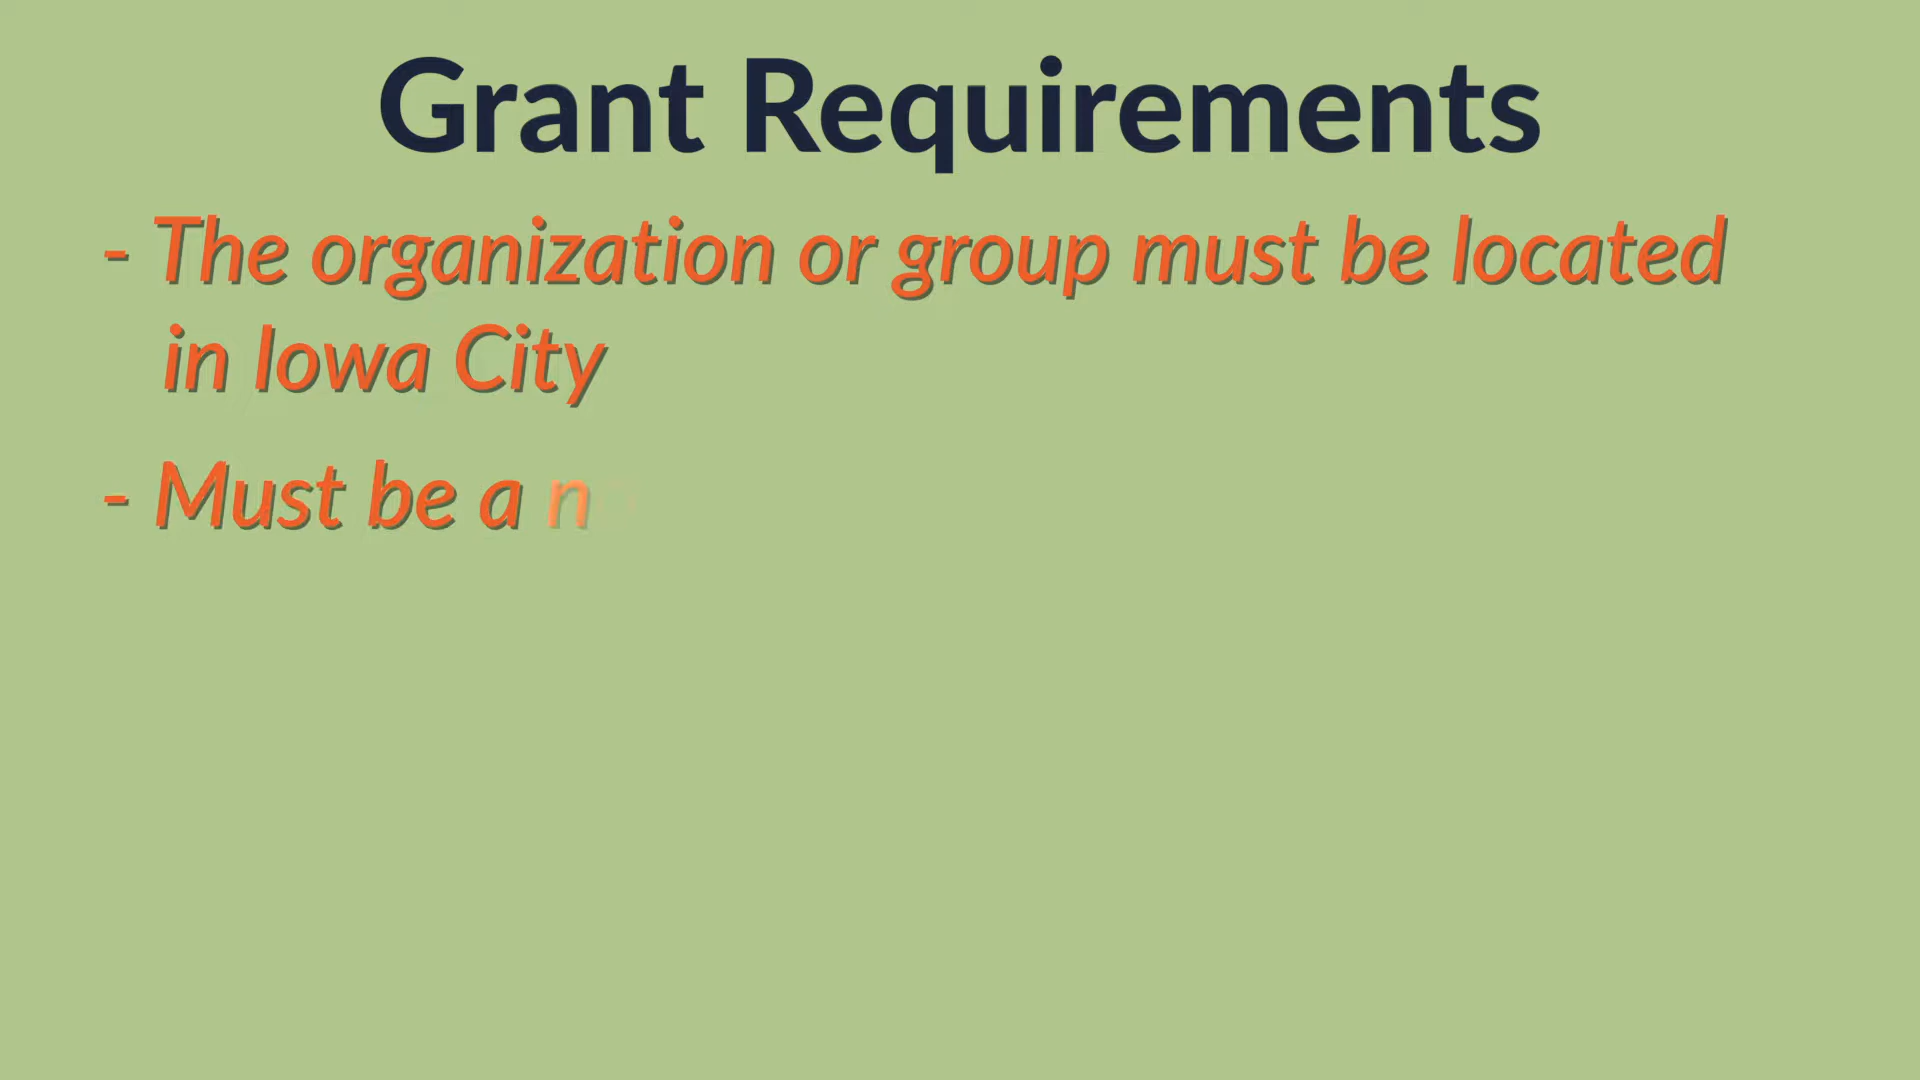 Grant Requirements
- The organization or group must be located
in Iowa City
- Must be a